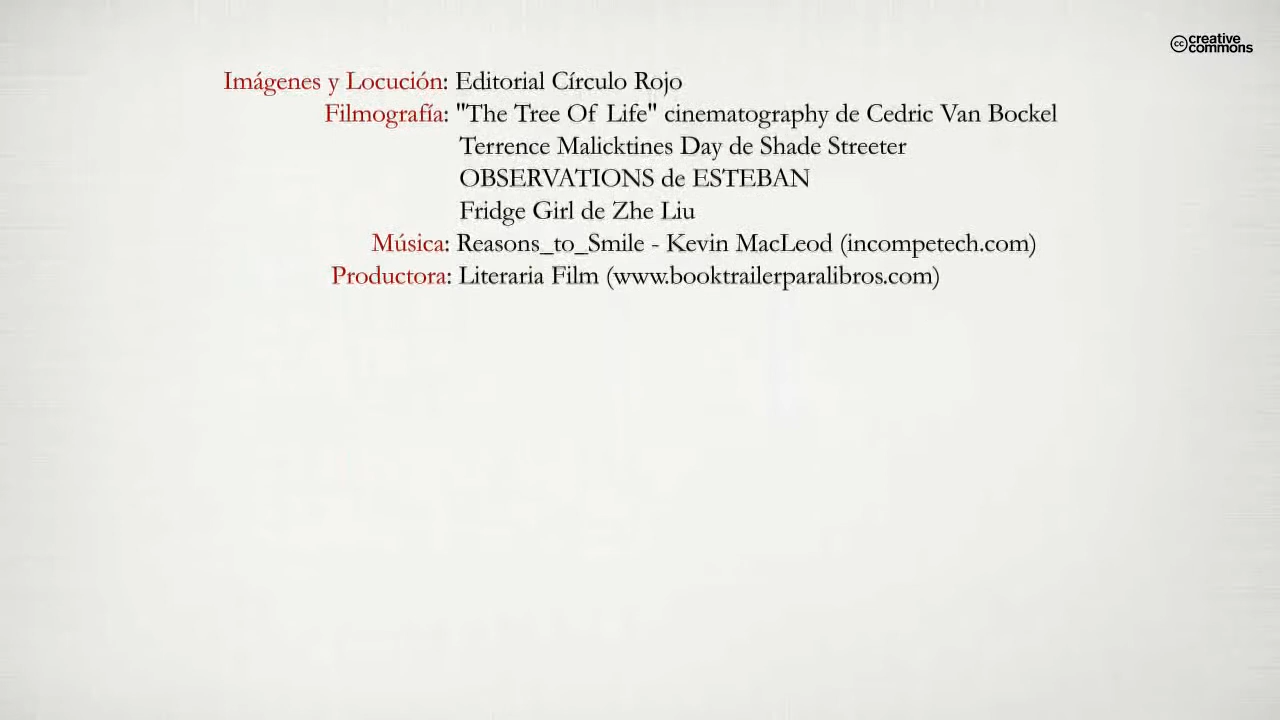 cc creative
commons
Imágenes y Locución: Editorial Círculo Rojo
Filmografía: "The Tree Of Life" cinematography de Cedric Van Bockel
Terrence Malicktines Day de Shade Streeter
OBSERVATIONS de ESTEBAN
Fridge Girl de Zhe Liu
Música: Reasons_to_Smile - Kevin MacLeod (incompetech.com)
Productora: Literaria Film (www.booktrailerparalibros.com)